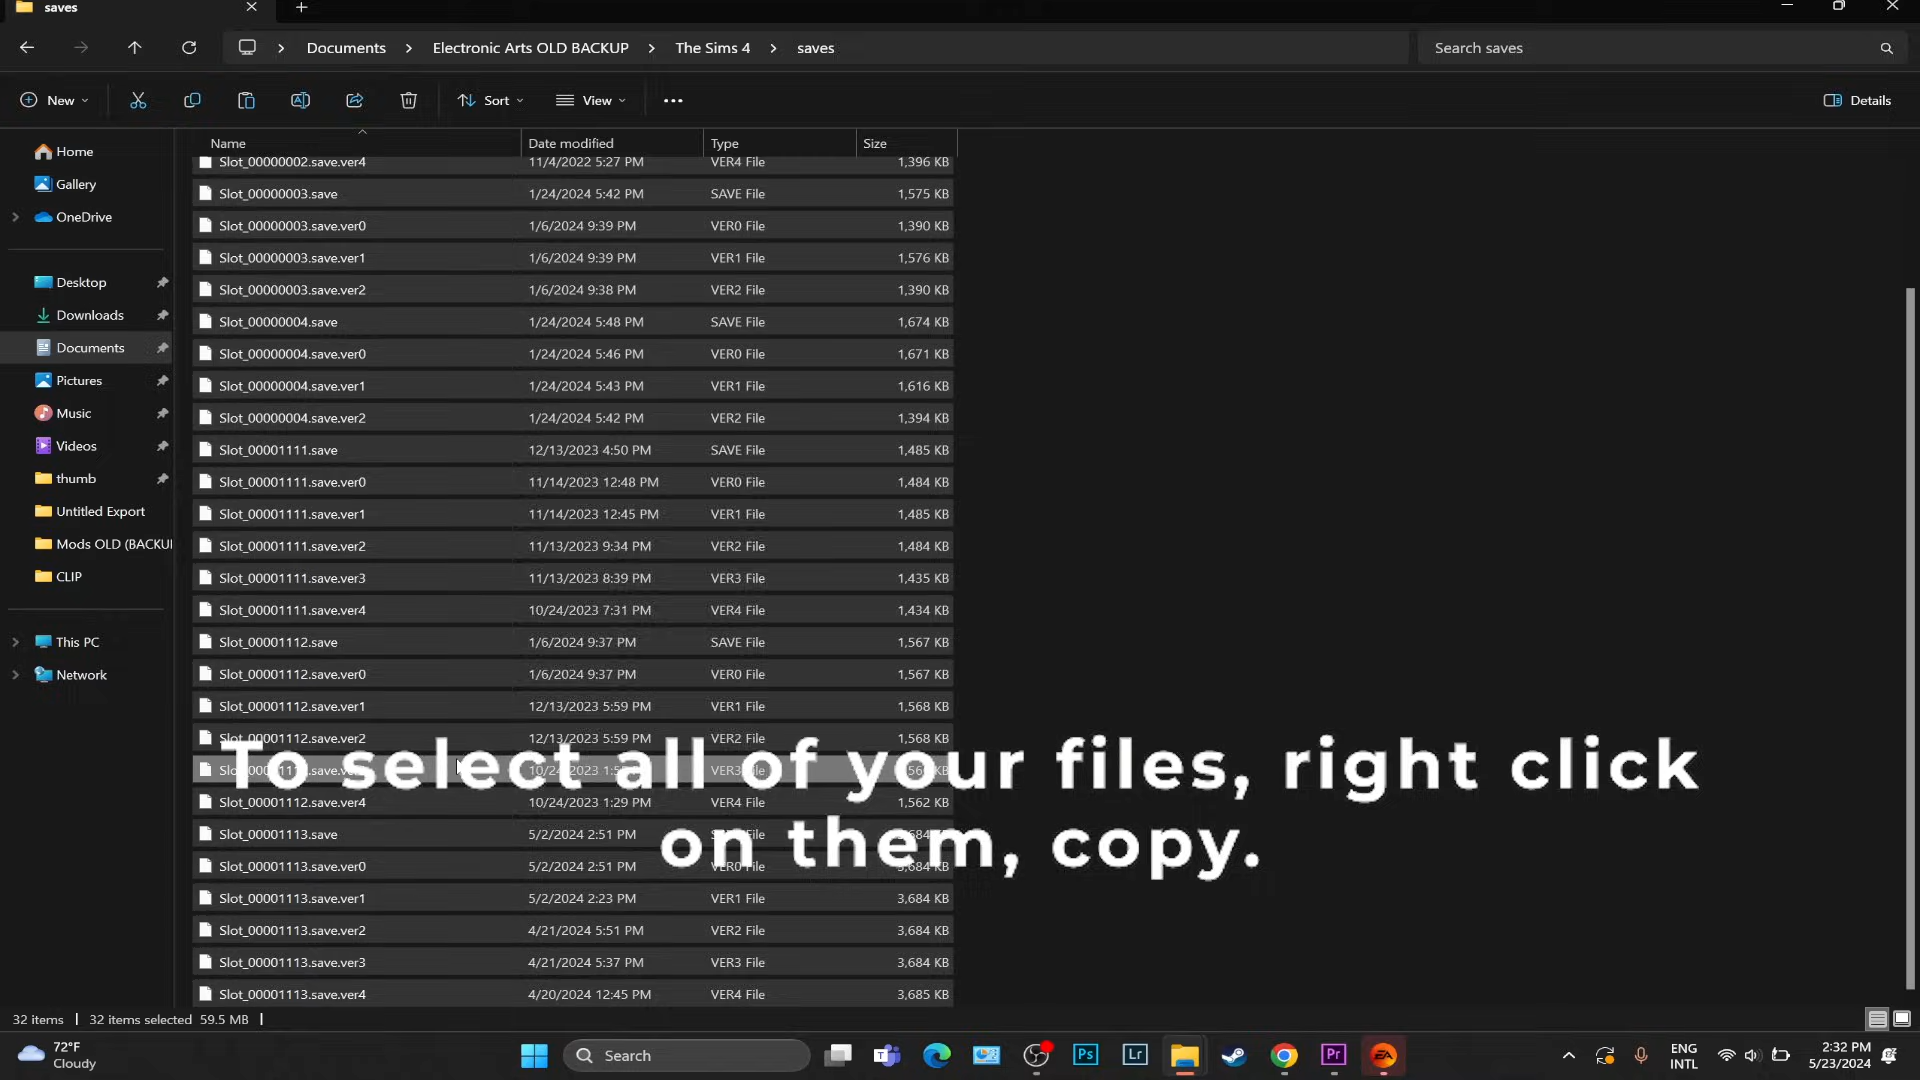 saves
Documents > Electronic Arts OLD BACKUP > The Sims 4 > saves
Search saves
New
Sort
View
Details
Name Date modified Type Size
Home
Gallery
OneDrive
Desktop
Downloads
Documents
Pictures
Music
Videos
thumb
Untitled Export
Mods OLD (BACKU
CLIP
This PC
Network
Slot_00000002.save.ver4 11/4/2022 5:27 PM VER4 File 1,396 KB
Slot_00000003.save 1/24/2024 5:42 PM SAVE File 1,575 KB
Slot_00000003.save.ver0 1/6/2024 9:39 PM VER0 File 1,390 KB
Slot_00000003.save.ver1 1/6/2024 9:39 PM VER1 File 1,576 KB
Slot_00000003.save.ver2 1/6/2024 9:38 PM VER2 File 1,390 KB
Slot_00000004.save 1/24/2024 5:48 PM SAVE File 1,674 KB
Slot_00000004.save.ver0 1/24/2024 5:46 PM VER0 File 1,671 KB
Slot_00000004.save.ver1 1/24/2024 5:43 PM VER1 File 1,616 KB
Slot_00000004.save.ver2 1/24/2024 5:42 PM VER2 File 1,394 KB
Slot_00001111.save 12/13/2023 4:50 PM SAVE File 1,485 KB
Slot_00001111.save.ver0 11/14/2023 12:48 PM VER0 File 1,484 KB
Slot_00001111.save.ver1 11/14/2023 12:45 PM VER1 File 1,485 KB
Slot_00001111.save.ver2 11/13/2023 9:34 PM VER2 File 1,484 KB
Slot_00001111.save.ver3 11/13/2023 8:39 PM VER3 File 1,435 KB
Slot_00001111.save.ver4 10/24/2023 7:31 PM VER4 File 1,434 KB
Slot_00001112.save 1/6/2024 9:37 PM SAVE File 1,567 KB
Slot_00001112.save.ver0 1/6/2024 9:37 PM VER0 File 1,567 KB
Slot_00001112.save.ver1 12/13/2023 5:59 PM VER1 File 1,568 KB
Slot_00001112.save.ver2 12/13/2023 5:59 PM VER2 File 1,568 KB
To select all of your files, right click
Slot_00001112.save.ver4 10/24/2023 1:29 PM VER4 File 1,562 KB
Slot_00001113.save 5/2/2024 2:51 PM
on them, copy.
Slot_00001113.save.ver0 5/2/2024 2:51 PM VER0 File 3,684 KB
Slot_00001113.save.ver1 5/2/2024 2:23 PM VER1 File 3,684 KB
Slot_00001113.save.ver2 4/21/2024 5:51 PM VER2 File 3,684 KB
Slot_00001113.save.ver3 4/21/2024 5:37 PM VER3 File 3,684 KB
Slot_00001113.save.ver4 4/20/2024 12:45 PM VER4 File 3,685 KB
32 items 32 items selected 59.5 MB
72°F
Cloudy
Search
Ps
Lr
Pr
EA
ENG
INTL
2:32 PM
5/23/2024